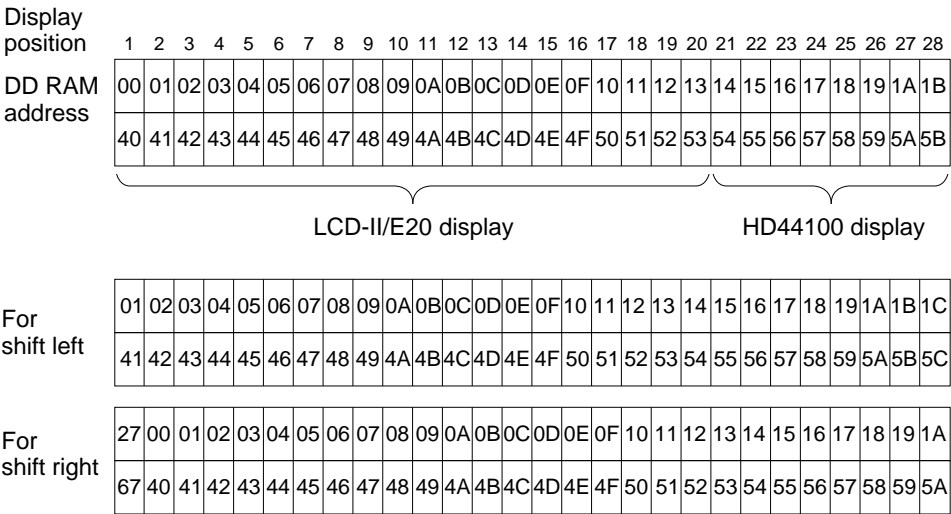 Display
position 1 2 3 4 5 6 7 8 9 10 11 12 13 14 15 16 17 18 19 20 21 22 23 24 25 26 27 28
DD RAM
address
00 01 02 03 04 05 06 07 08 09 0A 0B 0C 0D 0E 0F 10 11 12 13 14 15 16 17 18 19 1A 1B
40 41 42 43 44 45 46 47 48 49 4A 4B 4C 4D 4E 4F 50 51 52 53 54 55 56 57 58 59 5A 5B
LCD-II/E20 display HD44100 display
For
shift left
01 02 03 04 05 06 07 08 09 0A 0B 0C 0D 0E 0F 10 11 12 13 14 15 16 17 18 19 1A 1B 1C
41 42 43 44 45 46 47 48 49 4A 4B 4C 4D 4E 4F 50 51 52 53 54 55 56 57 58 59 5A 5B 5C
For
shift right
27 00 01 02 03 04 05 06 07 08 09 0A 0B 0C 0D 0E 0F 10 11 12 13 14 15 16 17 18 19 1A
67 40 41 42 43 44 45 46 47 48 49 4A 4B 4C 4D 4E 4F 50 51 52 53 54 55 56 57 58 59 5A